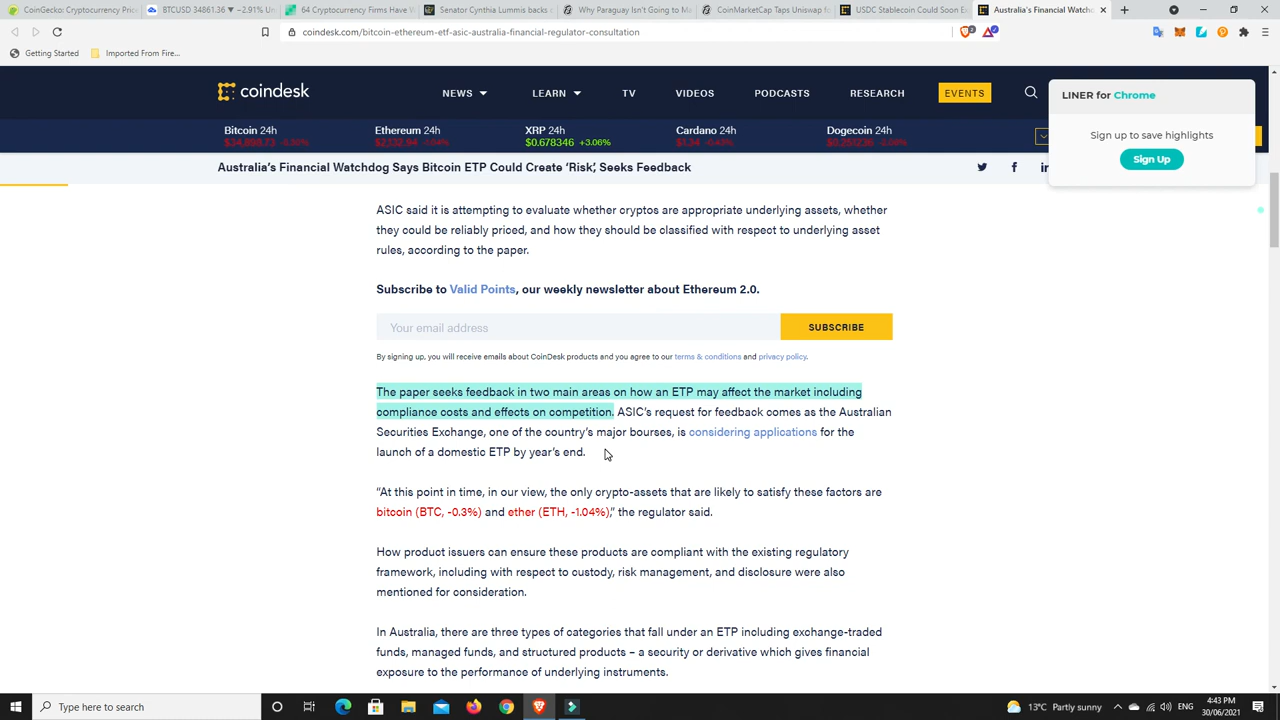 CoinGecko: Cryptocurrency Pric
BTCUSD 34861.36 ▼ −2.91% Un
64 Cryptocurrency Firms Have W
Senator Cynthia Lummis backs
Why Paraguay Isn't Going to Ma
CoinMarketCap Taps Uniswap fo
USDC Stablecoin Could Soon Ex
Australia's Financial Watchdo
coindesk.com/bitcoin-ethereum-etf-asic-australia-financial-regulator-consultation
Getting Started
Imported From Fire...
coindesk
NEWS
LEARN
TV
VIDEOS
PODCASTS
RESEARCH
EVENTS
LINER for Chrome
Sign up to save highlights
Sign Up
Bitcoin 24h
Ethereum 24h
XRP 24h
$0.678346 +3.06%
Cardano 24h
Dogecoin 24h
Australia's Financial Watchdog Says Bitcoin ETP Could Create 'Risk', Seeks Feedback
ASIC said it is attempting to evaluate whether cryptos are appropriate underlying assets, whether
they could be reliably priced, and how they should be classified with respect to underlying asset
rules, according to the paper.
Subscribe to Valid Points, our weekly newsletter about Ethereum 2.0.
Your email address
SUBSCRIBE
By signing up, you will receive emails about CoinDesk products and you agree to our terms & conditions and privacy policy.
The paper seeks feedback in two main areas on how an ETP may affect the market including
compliance costs and effects on competition. ASIC's request for feedback comes as the Australian
Securities Exchange, one of the country's major bourses, is considering applications for the
launch of a domestic ETP by year's end.
“At this point in time, in our view, the only crypto-assets that are likely to satisfy these factors are
bitcoin (BTC, -0.3%) and ether (ETH, -1.04%),” the regulator said.
How product issuers can ensure these products are compliant with the existing regulatory
framework, including with respect to custody, risk management, and disclosure were also
mentioned for consideration.
In Australia, there are three types of categories that fall under an ETP including exchange-traded
funds, managed funds, and structured products – a security or derivative which gives financial
exposure to the performance of underlying instruments.
Type here to search
13°C Partly sunny
ENG
4:43 PM
30/06/2021